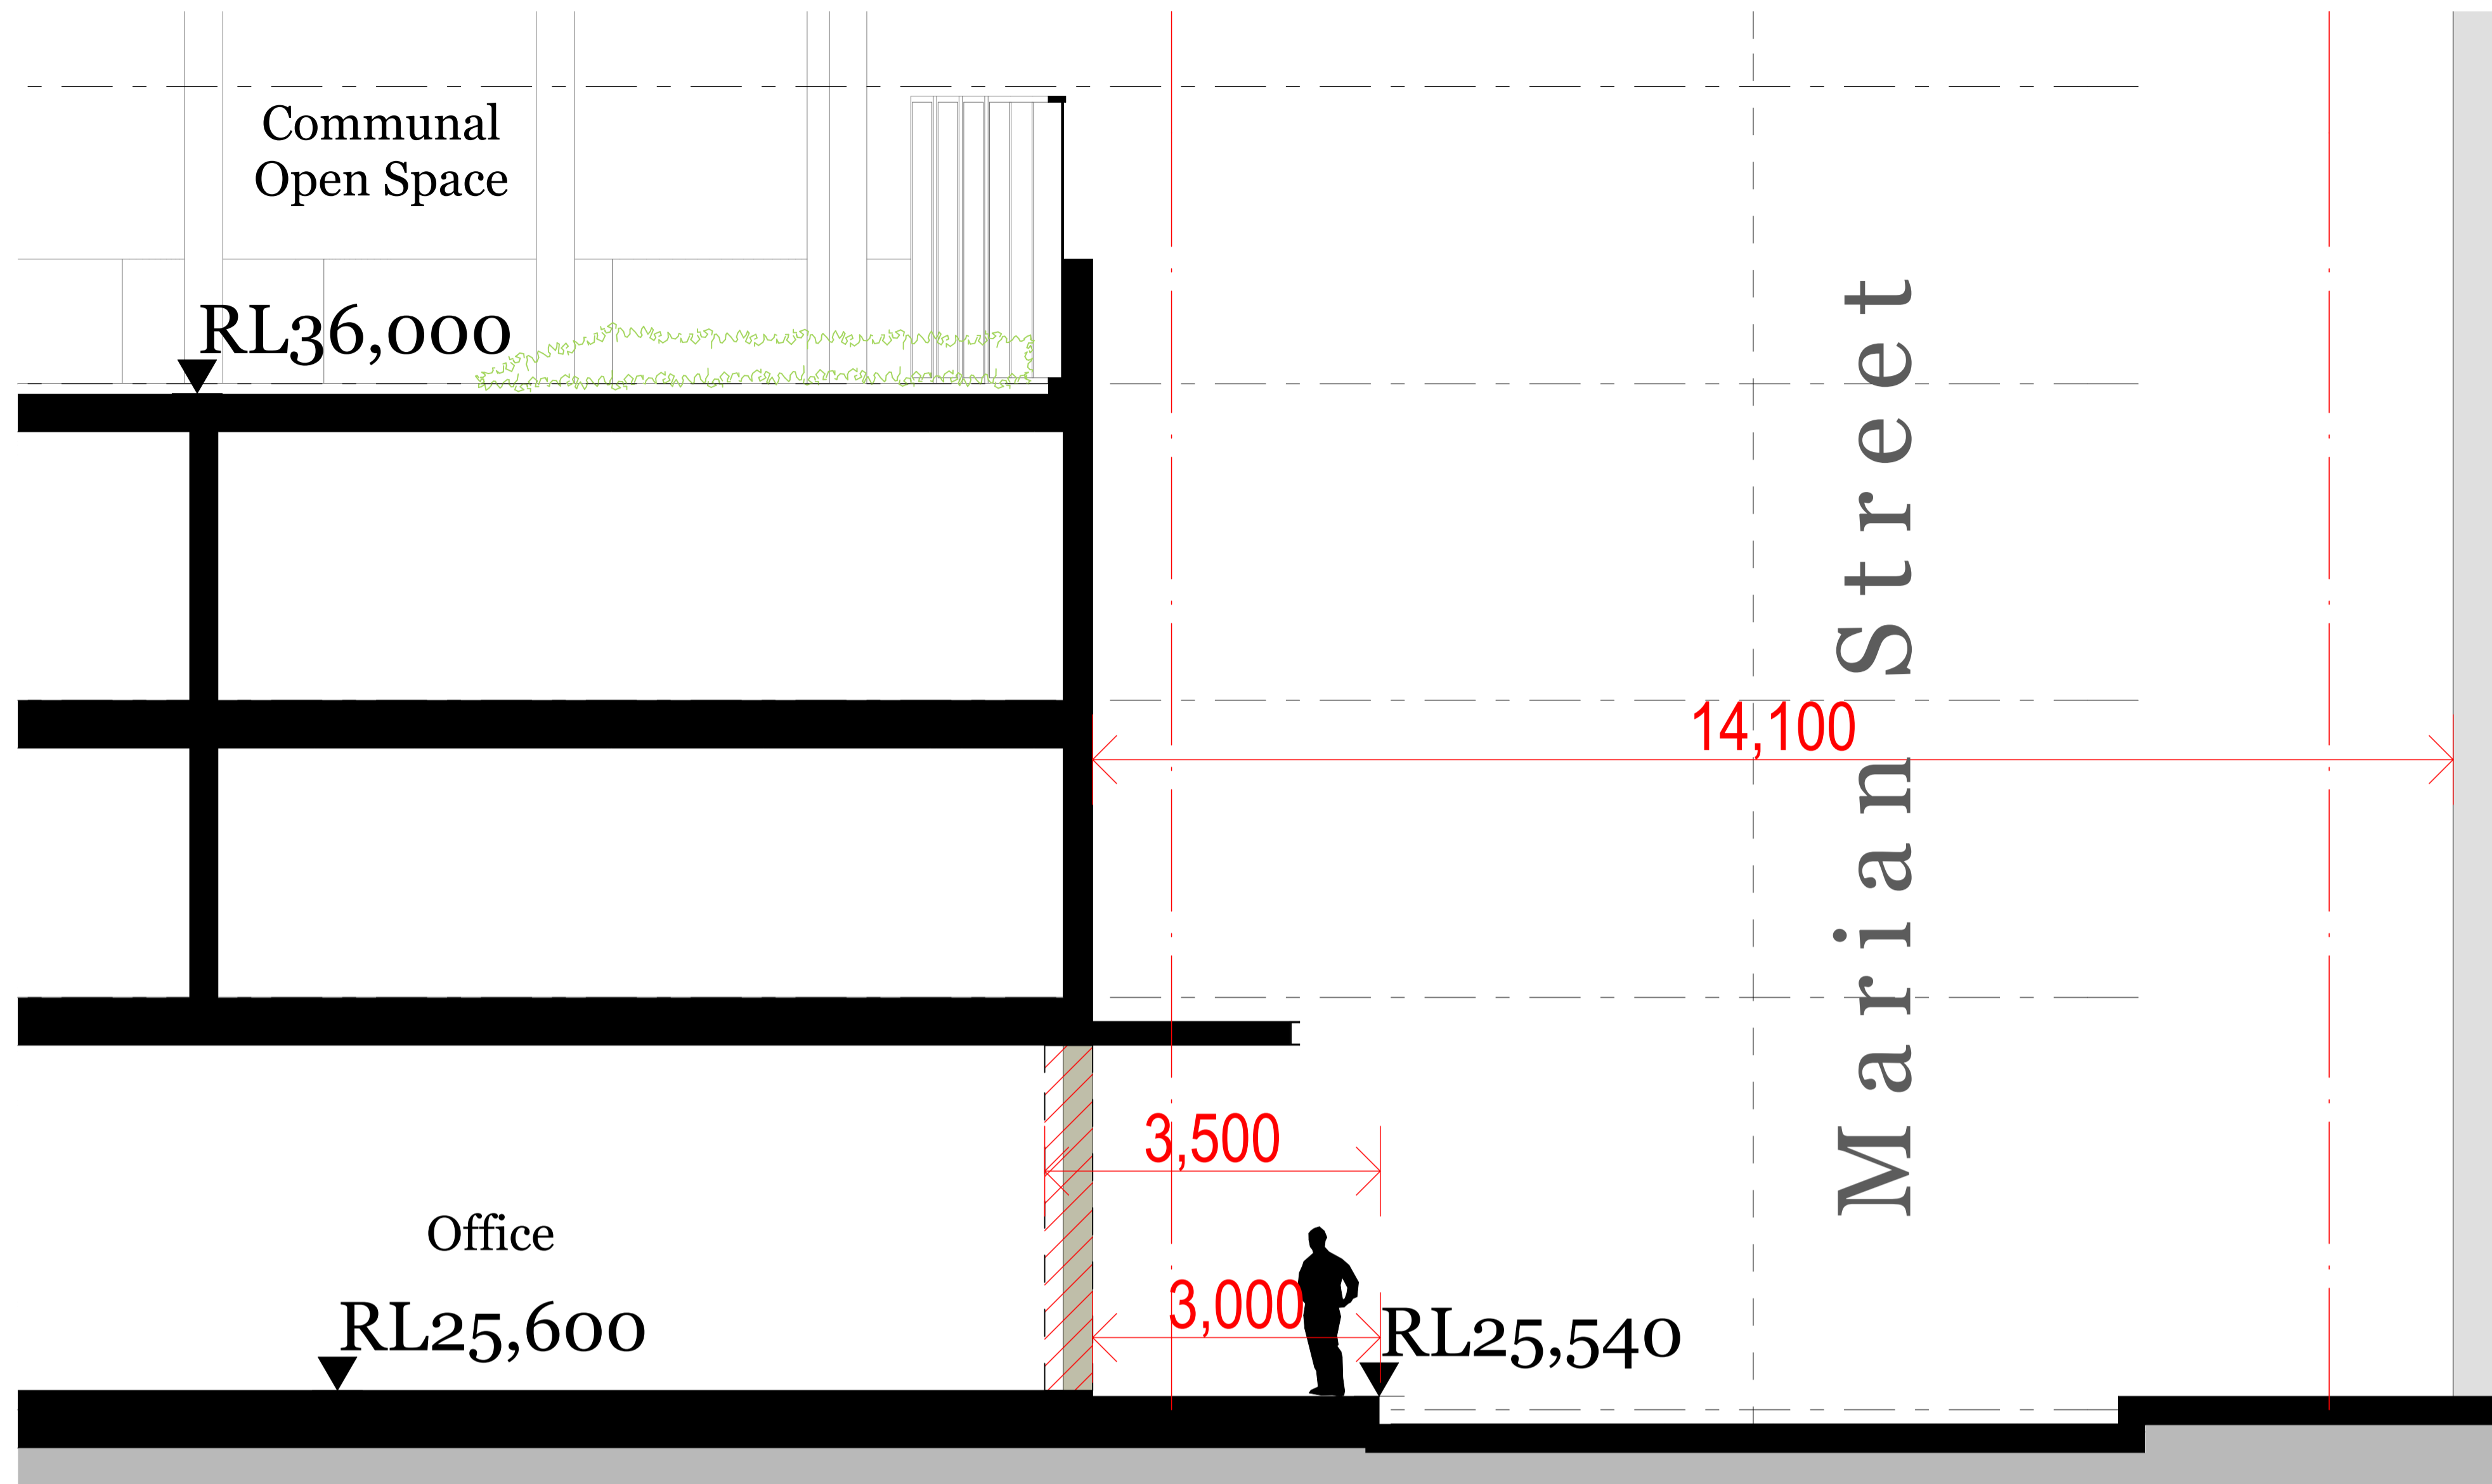 Communal
Open Space
RL36,000
14,100
Marian Street
3,500
Office
3,000
RL25,600
RL25,540